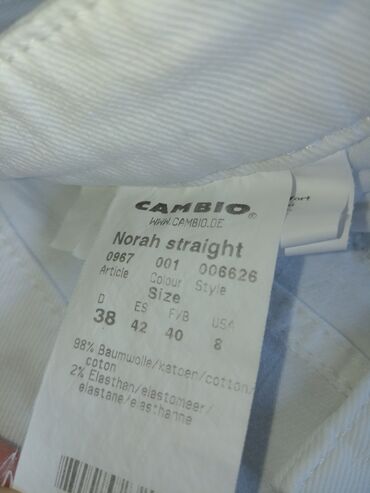 CAMBIO®
WWW.CAMBIO.DE
Norah straight
0967 001 006626
Article Colour Style
Size
D ES F/B USA
38 42 40 8
98% Baumwolle/katoen/cotton/
coton
2% Elasthan/elastomeer/
elastane/elasthanne